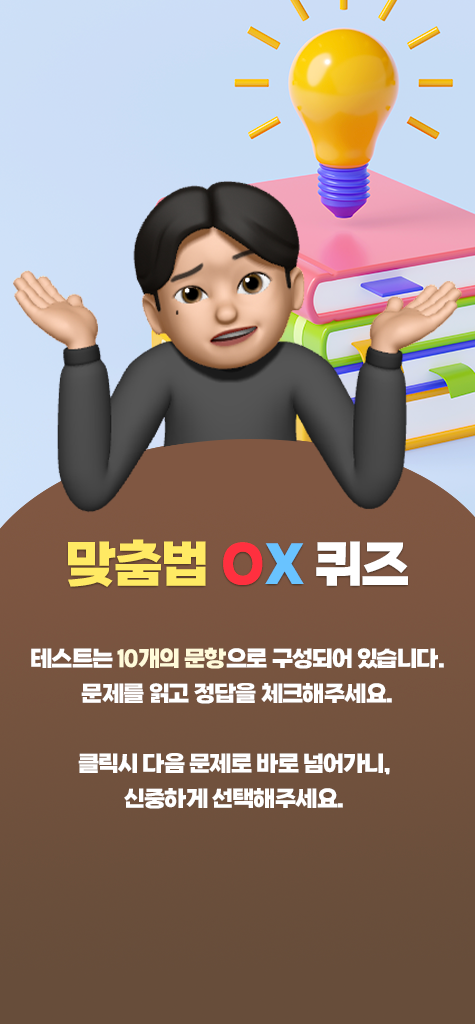 맞춤법 OX 퀴즈
테스트는 10개의 문항으로 구성되어 있습니다.
문제를 읽고 정답을 체크해주세요.
클릭시 다음 문제로 바로 넘어가니,
신중하게 선택해주세요.